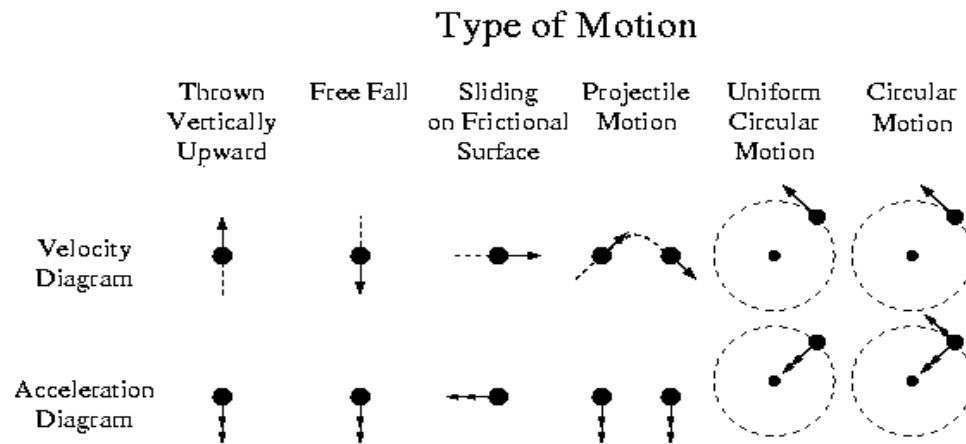 Type of Motion
Thrown
Vertically
Upward
Free Fall
Sliding
on Frictional
Surface
Projectile
Motion
Uniform
Circular
Motion
Circular
Motion
Velocity
Diagram
Acceleration
Diagram